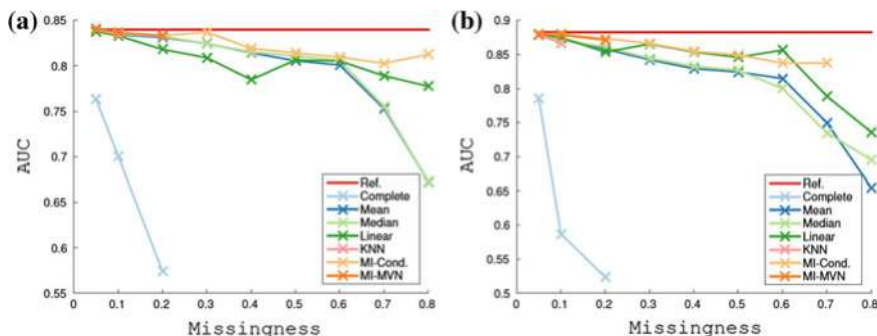 (a)
0.85
0.8
0.75
0.7
0.65
0.6
0.55
AUC
0 0.1 0.2 0.3 0.4 0.5 0.6 0.7 0.8
Missingness
Ref.
Complete
Mean
Median
Linear
KNN
MI-Cond.
MI-MVN
(b)
0.9
0.85
0.8
0.75
0.7
0.65
0.6
0.55
0.5
AUC
0 0.1 0.2 0.3 0.4 0.5 0.6 0.7 0.8
Missingness
Ref.
Complete
Mean
Median
Linear
KNN
MI-Cond.
MI-MVN